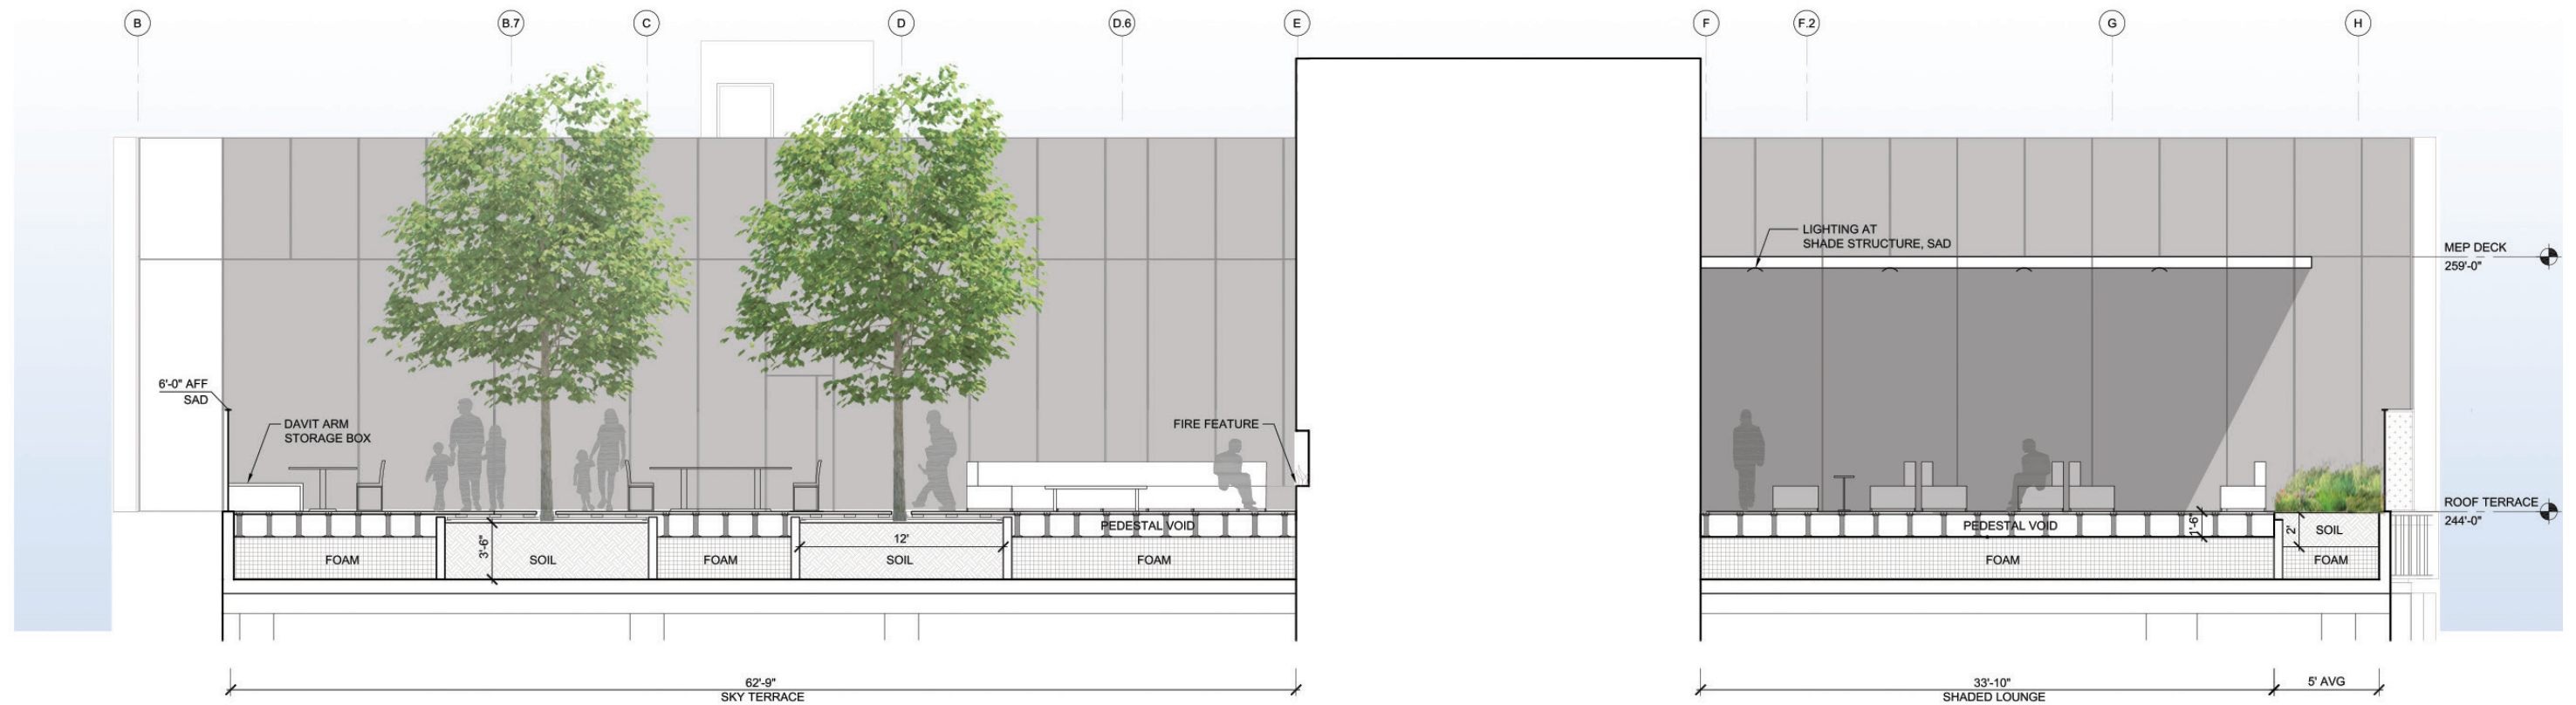 B
B.7
C
D
D.6
E
F
F.2
G
H
LIGHTING AT
SHADE STRUCTURE, SAD
MEP DECK
259'-0"
6'-0" AFF
SAD
DAVIT ARM
STORAGE BOX
FIRE FEATURE
ROOF TERRACE
244'-0"
PEDESTAL VOID
PEDESTAL VOID
1'-6"
2'
SOIL
3'-6"
12'
FOAM
SOIL
FOAM
SOIL
FOAM
FOAM
FOAM
62'-9"
SKY TERRACE
33'-10"
SHADED LOUNGE
5' AVG